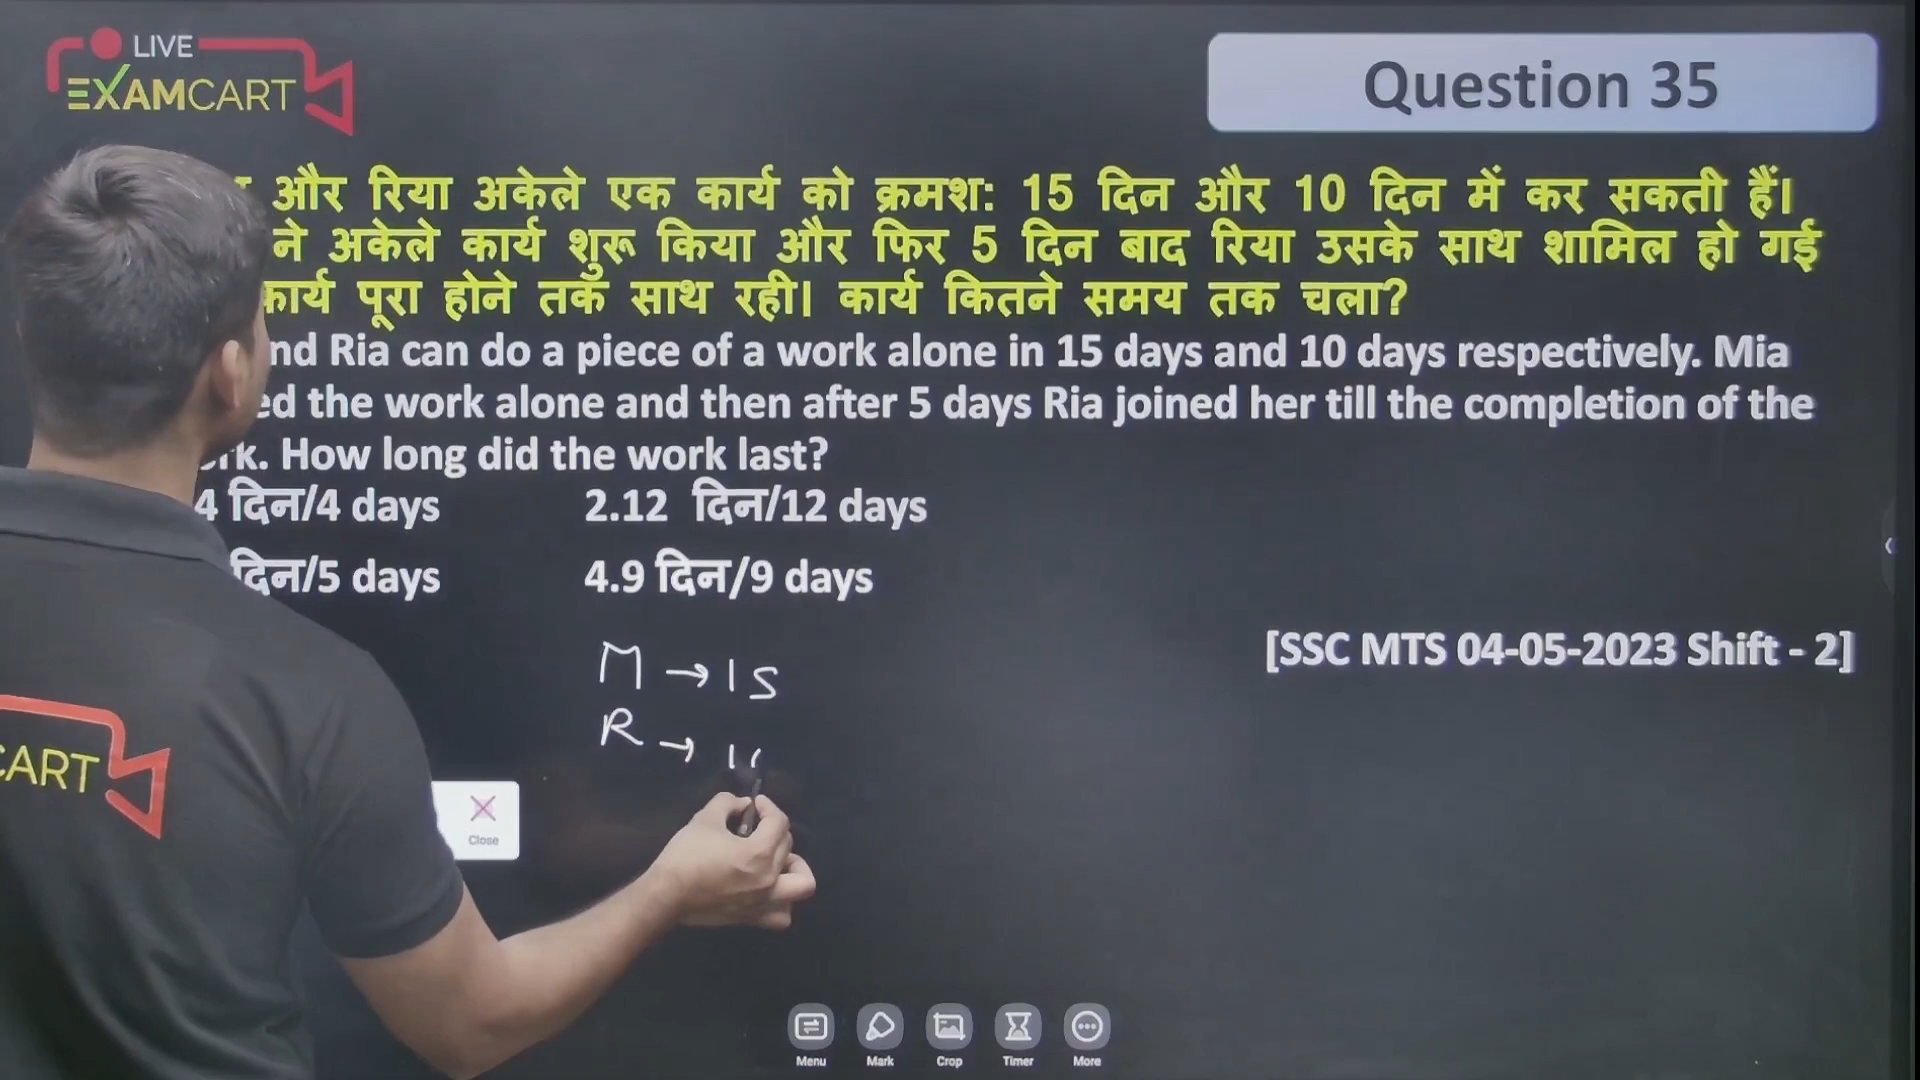 LIVE
EXAMCART
Question 35
और रिया अकेले एक कार्य को क्रमश: 15 दिन और 10 दिन में कर सकती हैं।
ने अकेले कार्य शुरू किया और फिर 5 दिन बाद रिया उसके साथ शामिल हो गई
कार्य पूरा होने तक साथ रही। कार्य कितने समय तक चला?
nd Ria can do a piece of a work alone in 15 days and 10 days respectively. Mia
ed the work alone and then after 5 days Ria joined her till the completion of the
rk. How long did the work last?
4 दिन/4 days 2.12 दिन/12 days
दिन/5 days 4.9 दिन/9 days
[SSC MTS 04-05-2023 Shift - 2]
M → 15
R → 1
CART
Close
Menu Mark Crop Timer More